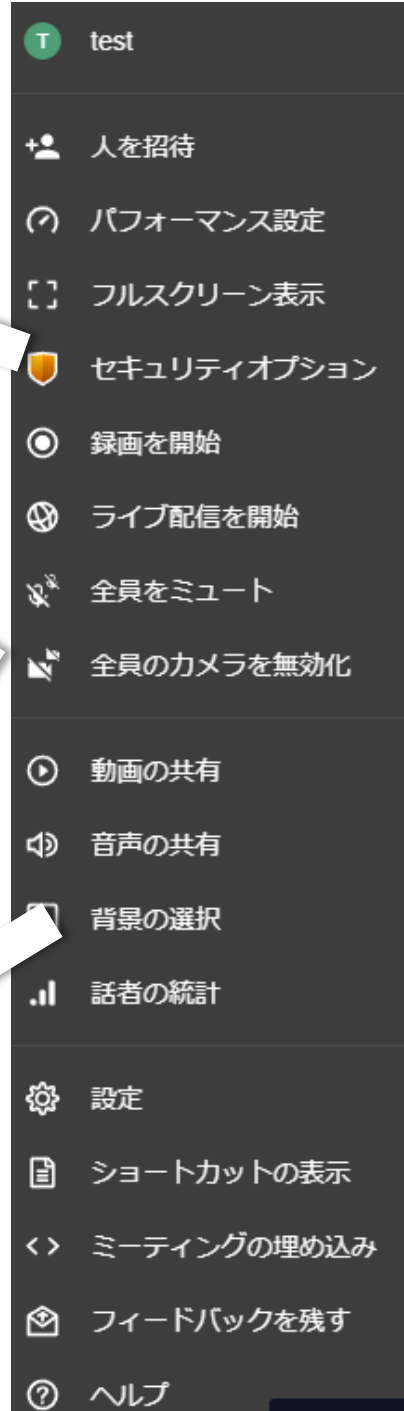 T test
人を招待
パフォーマンス設定
フルスクリーン表示
セキュリティオプション
録画を開始
ライブ配信を開始
全員をミュート
全員のカメラを無効化
動画の共有
音声の共有
背景の選択
話者の統計
設定
ショートカットの表示
ミーティングの埋め込み
フィードバックを残す
ヘルプ